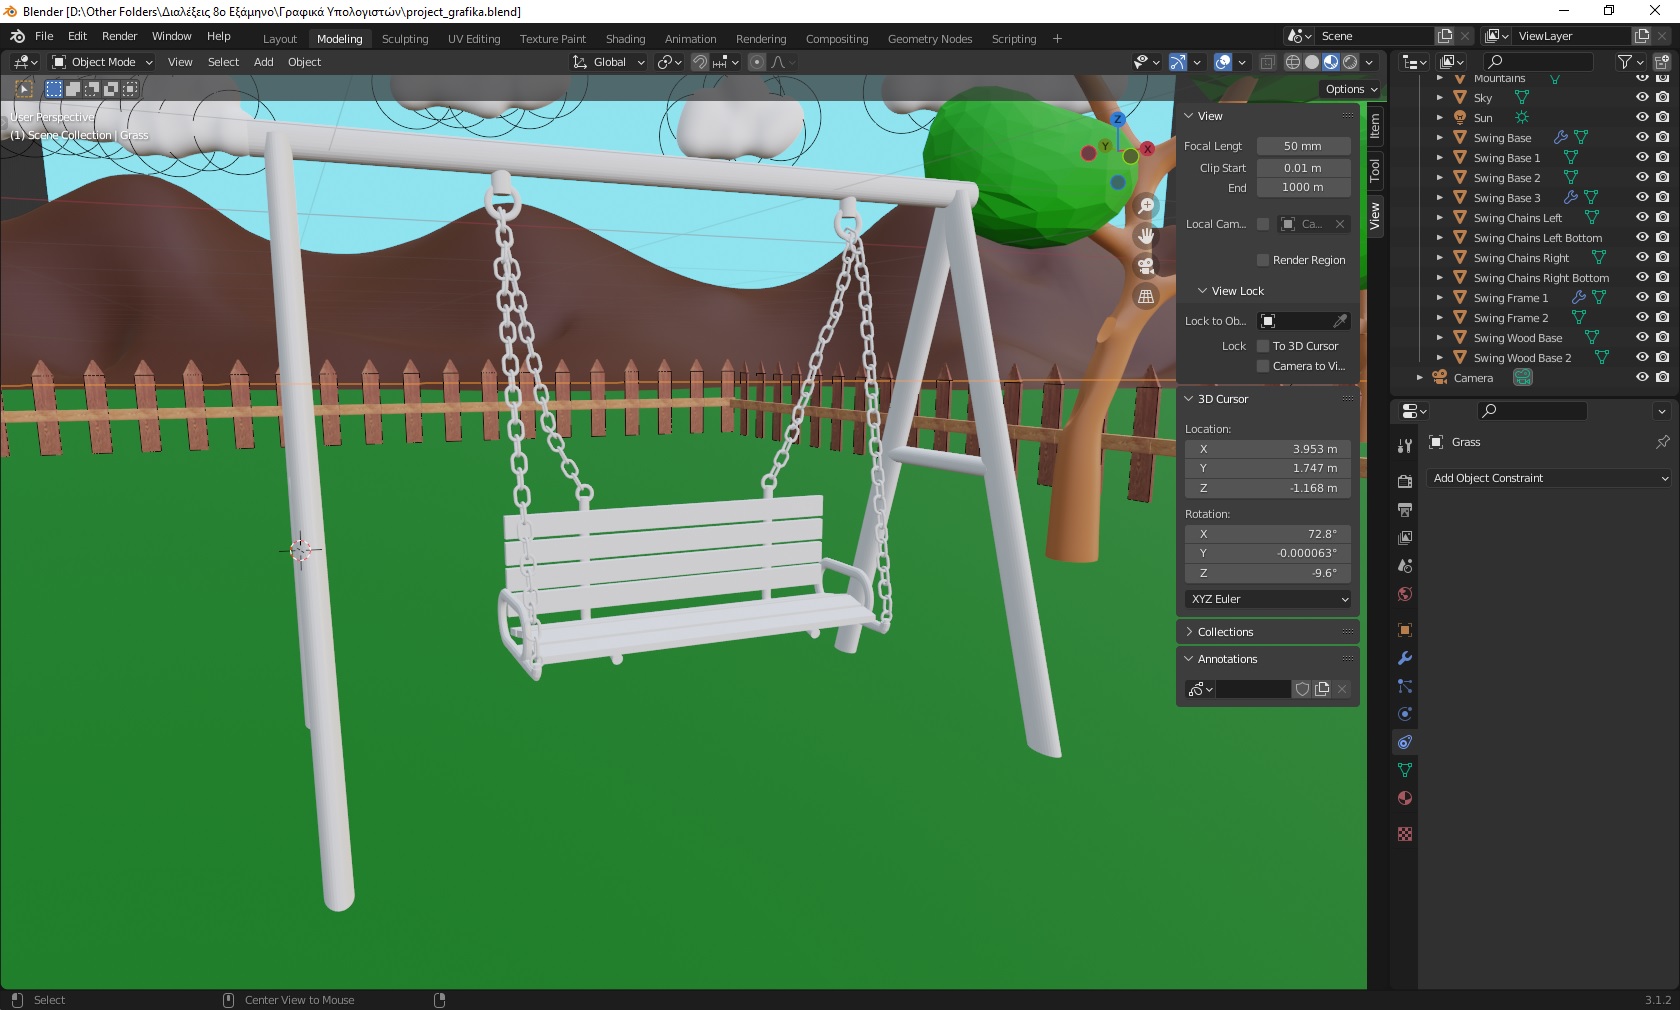 Blender [D:\Other Folders\Διαλέξεις 8ο Εξάμηνο\Γραφικά Υπολογιστών\project_grafika.blend]
File Edit Render Window Help Layout Modeling Sculpting UV Editing Texture Paint Shading Animation Rendering Compositing Geometry Nodes Scripting + Scene ViewLayer
Object Mode View Select Add Object Global
Options
User Perspective
(1) Scene Collection | Grass
Z
Y
X
View
Focal Lengt 50 mm
Clip Start 0.01 m
End 1000 m
Local Cam... Ca...
Render Region
View Lock
Lock to Ob...
Lock To 3D Cursor
Camera to Vi...
3D Cursor
Location:
X 3.953 m
Y 1.747 m
Z -1.168 m
Rotation:
X 72.8°
Y -0.000063°
Z -9.6°
XYZ Euler
Collections
Annotations
Item
Tool
View
Mountains
Sky
Sun
Swing Base
Swing Base 1
Swing Base 2
Swing Base 3
Swing Chains Left
Swing Chains Left Bottom
Swing Chains Right
Swing Chains Right Bottom
Swing Frame 1
Swing Frame 2
Swing Wood Base
Swing Wood Base 2
Camera
Grass
Add Object Constraint
Select Center View to Mouse 3.1.2